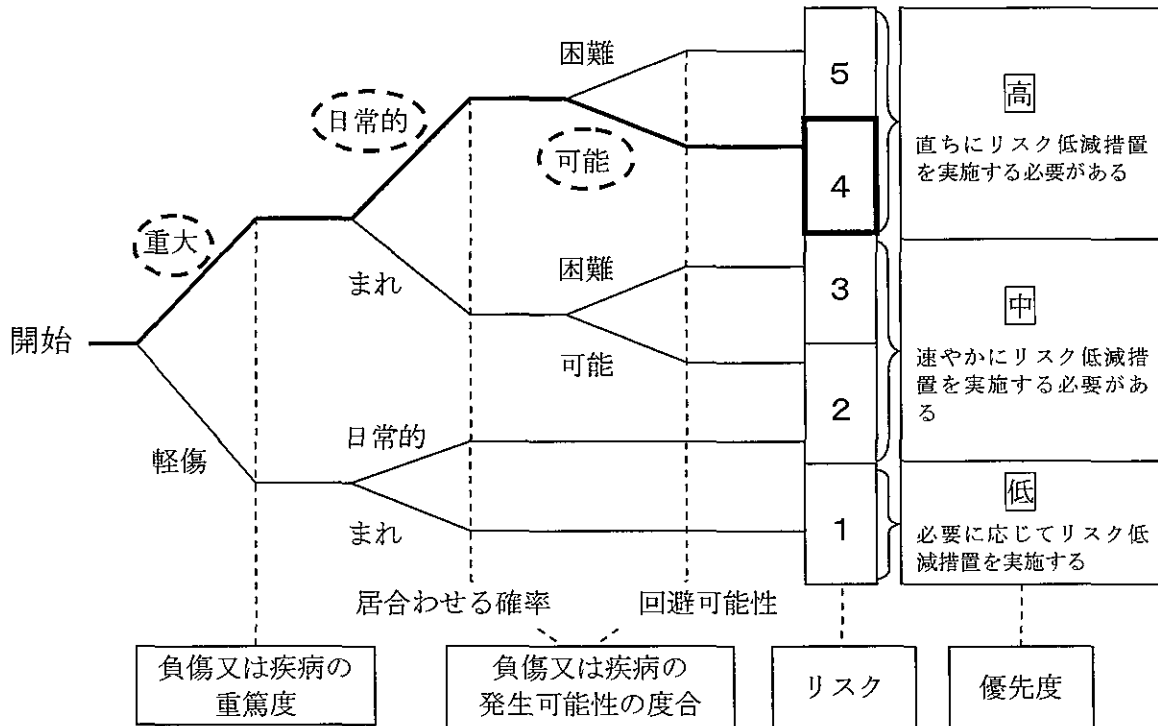 困難
5
高
日常的
直ちにリスク低減措置
を実施する必要がある
可能
4
重大
困難
まれ
3
中
開始
可能
速やかにリスク低減措
置を実施する必要があ
る
2
日常的
軽傷
低
まれ
1
必要に応じてリスク低
減措置を実施する
居合わせる確率
回避可能性
負傷又は疾病の
重篤度
負傷又は疾病の
発生可能性の度合
リスク
優先度